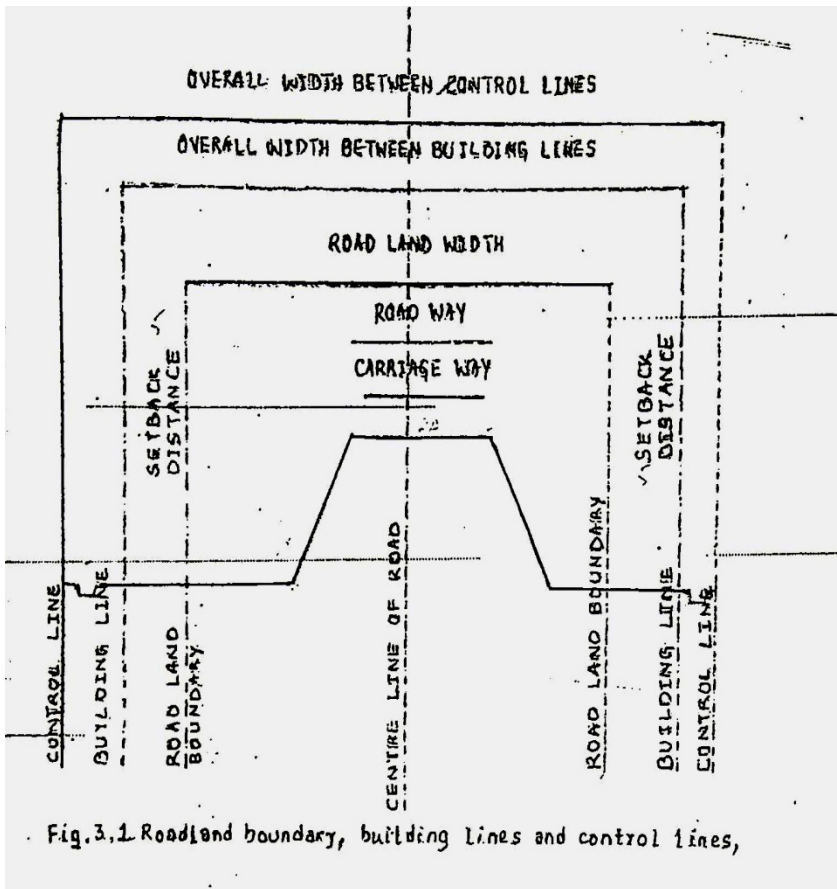 OVERALL WIDTH BETWEEN CONTROL LINES
OVERALL WIDTH BETWEEN BUILDING LINES
ROAD LAND WIDTH
ROAD WAY
CARRIAGE WAY
SETBACK
DISTANCE
SETBACK
DISTANCE
CONTROL LINE
BUILDING LINE
ROAD LAND
BOUNDARY
CENTRE LINE OF ROAD
ROAD LAND BOUNDARY
BUILDING LINE
CONTROL LINE
Fig.3.1 Roadland boundary, building lines and control lines,